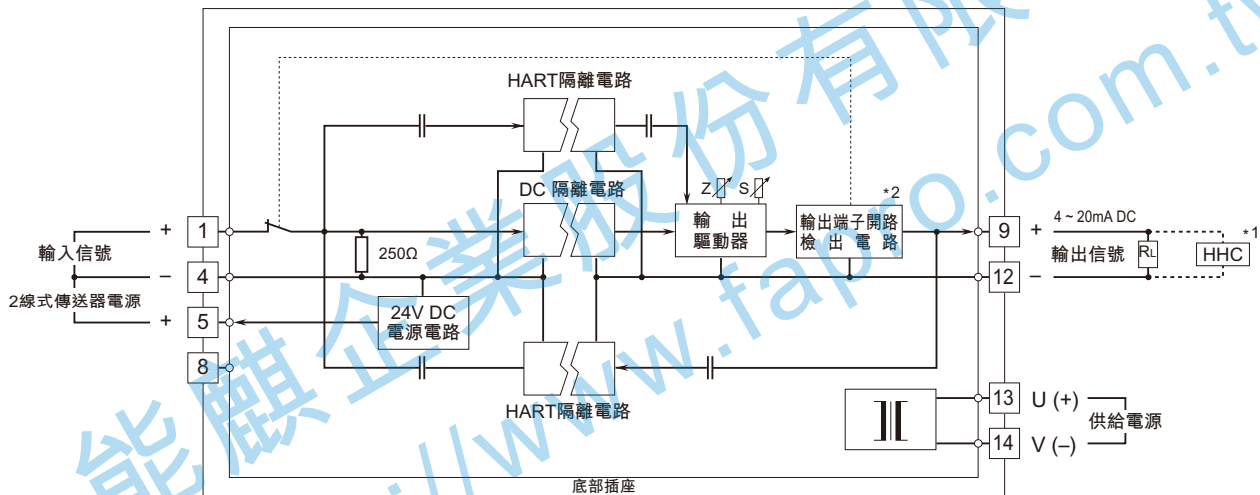 HART隔離電路
DC 隔離電路
Z
S
*2
輸 出
驅動器
輸出端子開路
檢 出 電 路
+
1
輸入信號
–
4
2線式傳送器電源
+
5
8
250Ω
24V DC
電源電路
HART隔離電路
9
+
4 ~ 20mA DC
*1
輸出信號
RL
HHC
12
–
13
U (+)
供給電源
14
V (–)
底部插座
能麒企業股份有限
://www.fapro.com.t